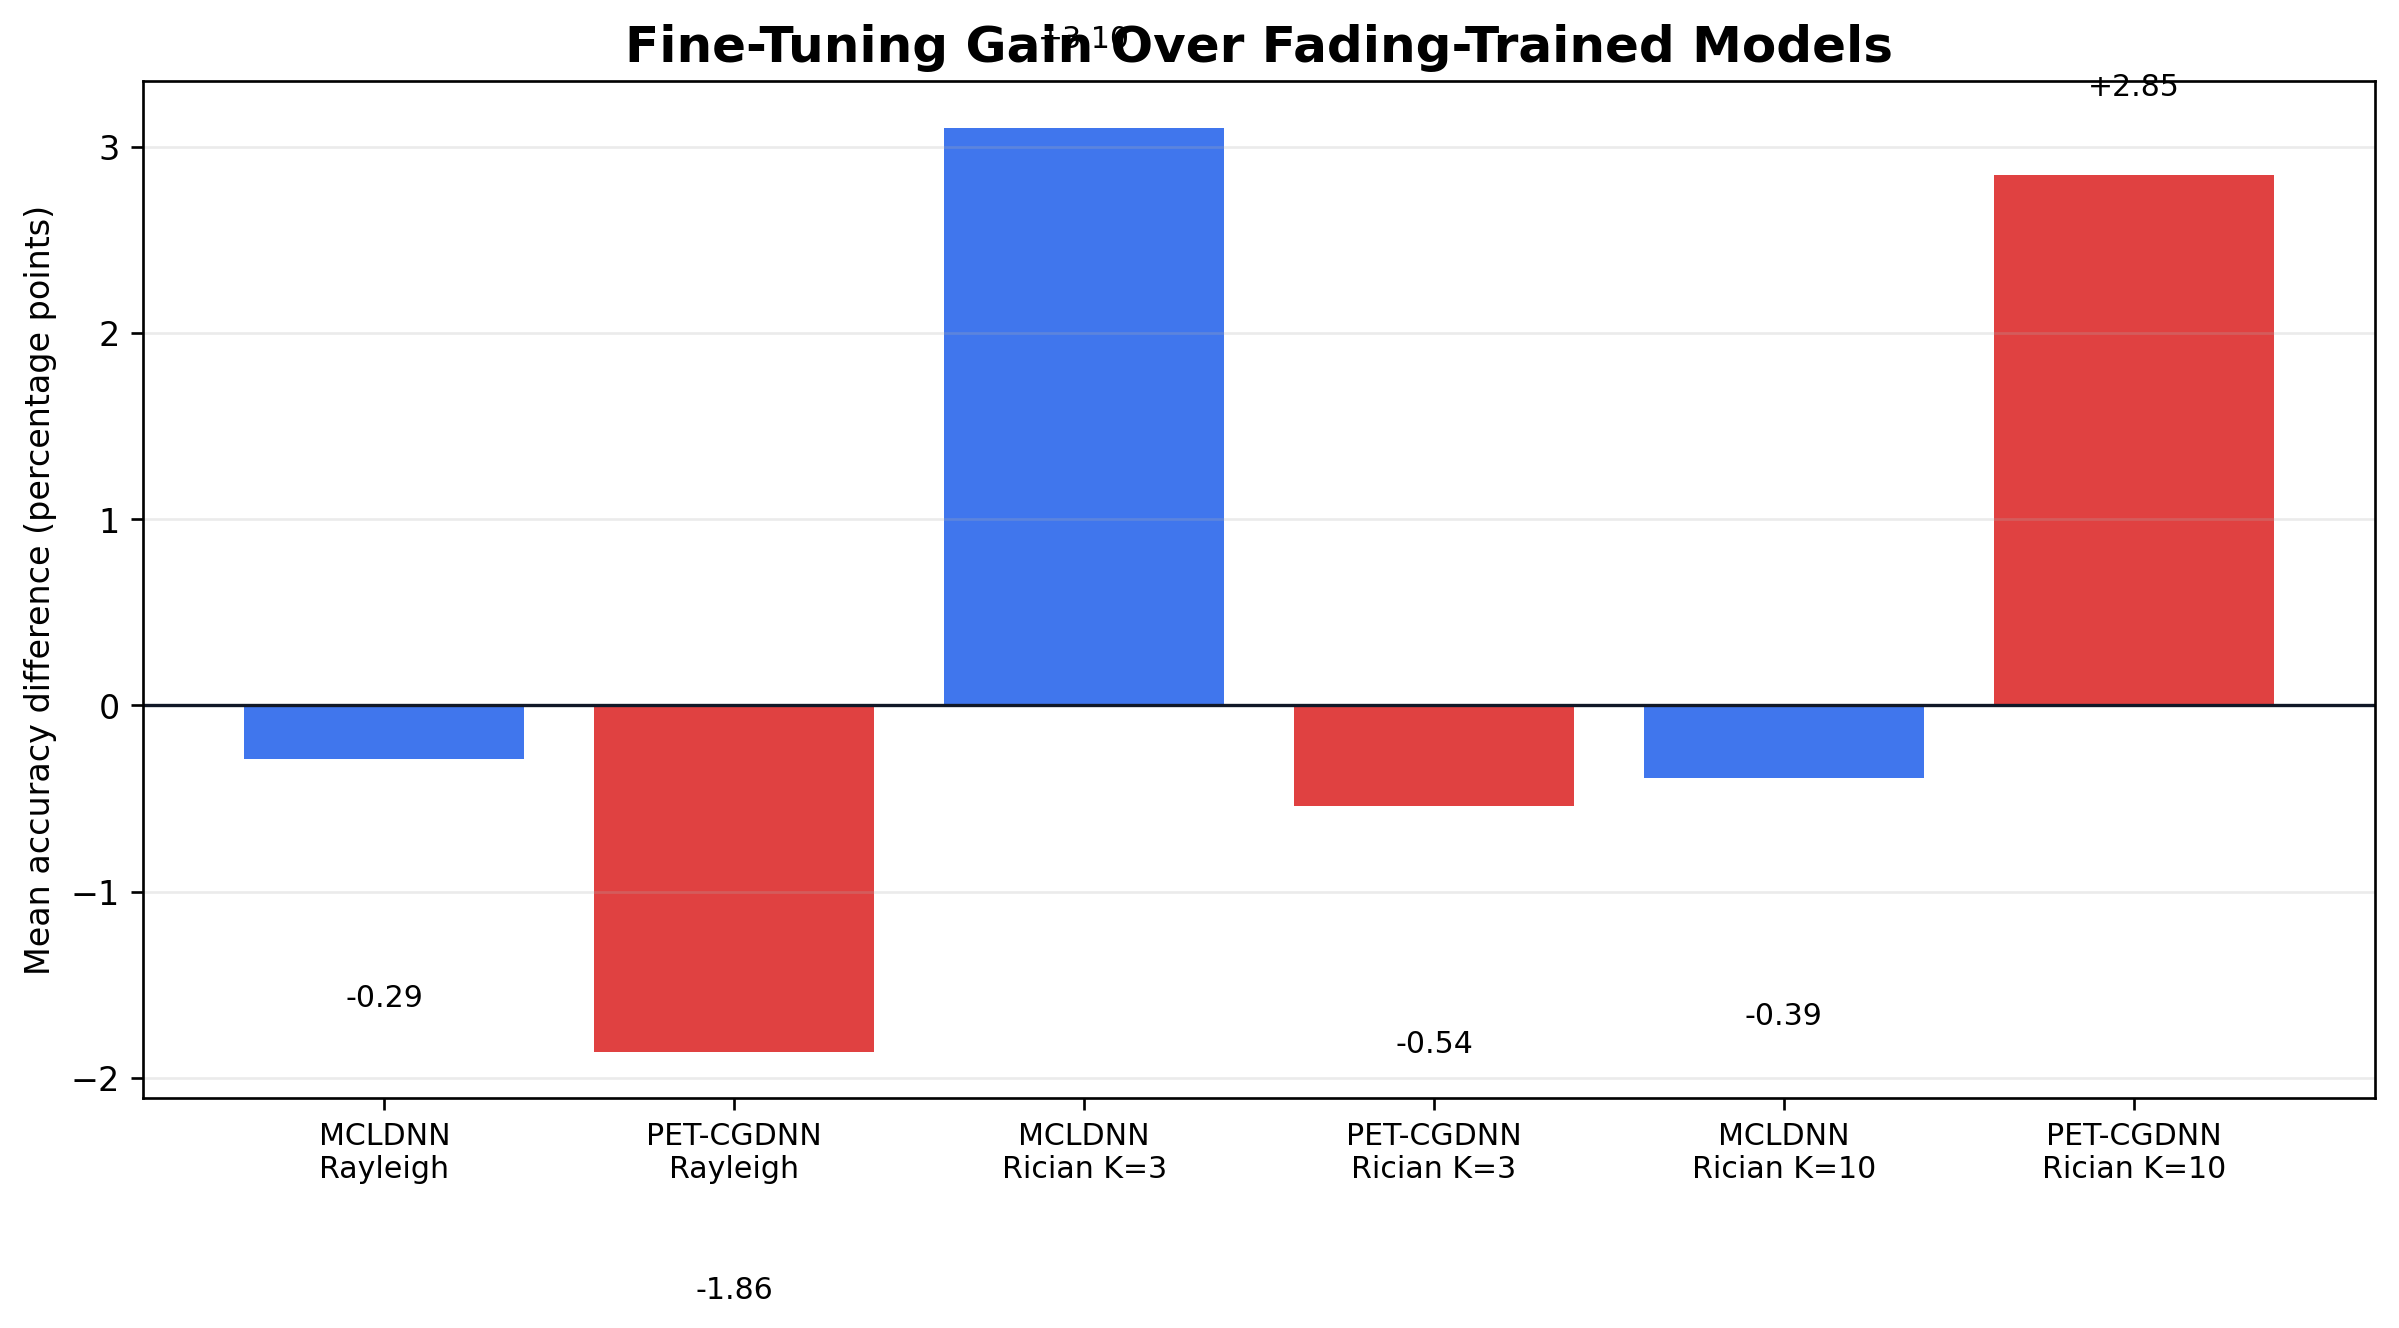 Fine-Tuning Gain Over Fading-Trained Models
+3.10
+2.85
Mean accuracy difference (percentage points)
3
2
1
0
−1
−2
-0.29
-0.54
-0.39
MCLDNN
Rayleigh
PET-CGDNN
Rayleigh
MCLDNN
Rician K=3
PET-CGDNN
Rician K=3
MCLDNN
Rician K=10
PET-CGDNN
Rician K=10
-1.86